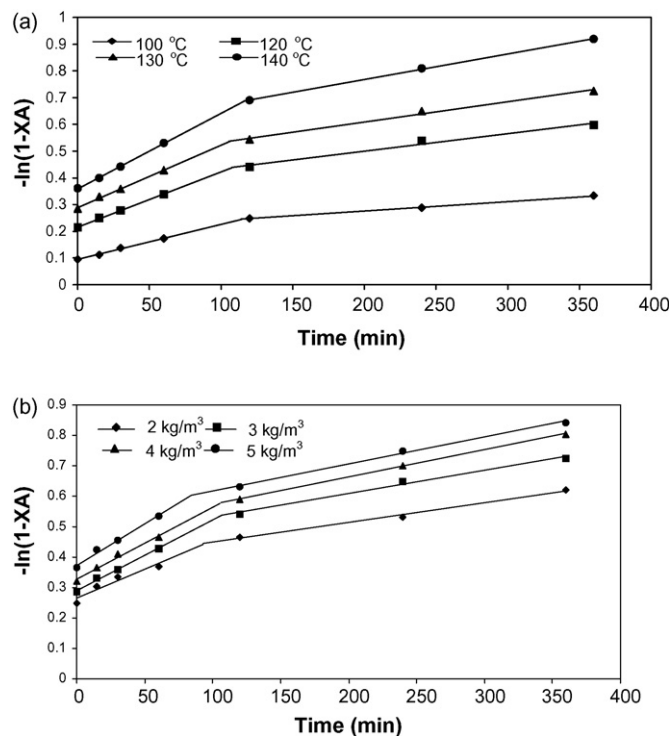 (a)
1
0.9
0.8
0.7
0.6
0.5
0.4
0.3
0.2
0.1
0
-In(1-XA)
100 °C
120 °C
130 °C
140 °C
0 50 100 150 200 250 300 350 400
Time (min)
(b)
0.9
0.8
0.7
0.6
0.5
0.4
0.3
0.2
0.1
0
-In(1-XA)
2 kg/m³
3 kg/m³
4 kg/m³
5 kg/m³
0 50 100 150 200 250 300 350 400
Time (min)